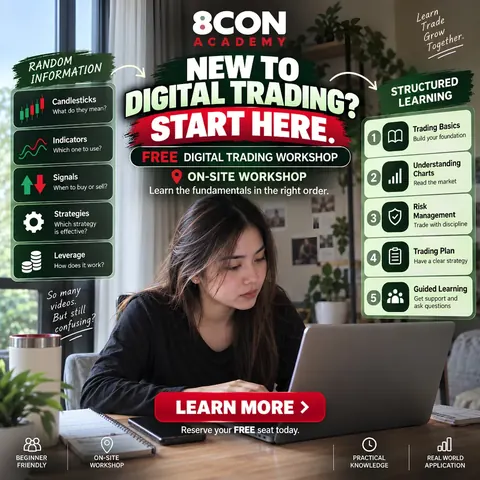 8CON
ACADEMY
NEW TO
DIGITAL TRADING?
START HERE.
FREE DIGITAL TRADING WORKSHOP
ON-SITE WORKSHOP
Learn the fundamentals in the right order.
Learn
Trade
Grow
Together.
RANDOM
INFORMATION
Candlesticks
What do they mean?
Indicators
Which one to use?
Signals
When to buy or sell?
Strategies
Which strategy
is effective?
Leverage
How does it work?
So many
videos.
But still
confusing?
STRUCTURED
LEARNING
1
Trading Basics
Build your foundation
2
Understanding
Charts
Read the market
3
Risk
Management
Trade with discipline
4
Trading Plan
Have a clear strategy
5
Guided Learning
Get support and
ask questions
LEARN MORE >
Reserve your FREE seat today.
BEGINNER
FRIENDLY
ON-SITE
WORKSHOP
PRACTICAL
KNOWLEDGE
REAL WORLD
APPLICATION